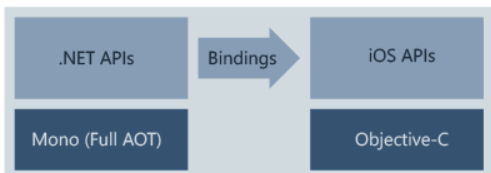 .NET APIs
Bindings
iOS APIs
Mono (Full AOT)
Objective-C